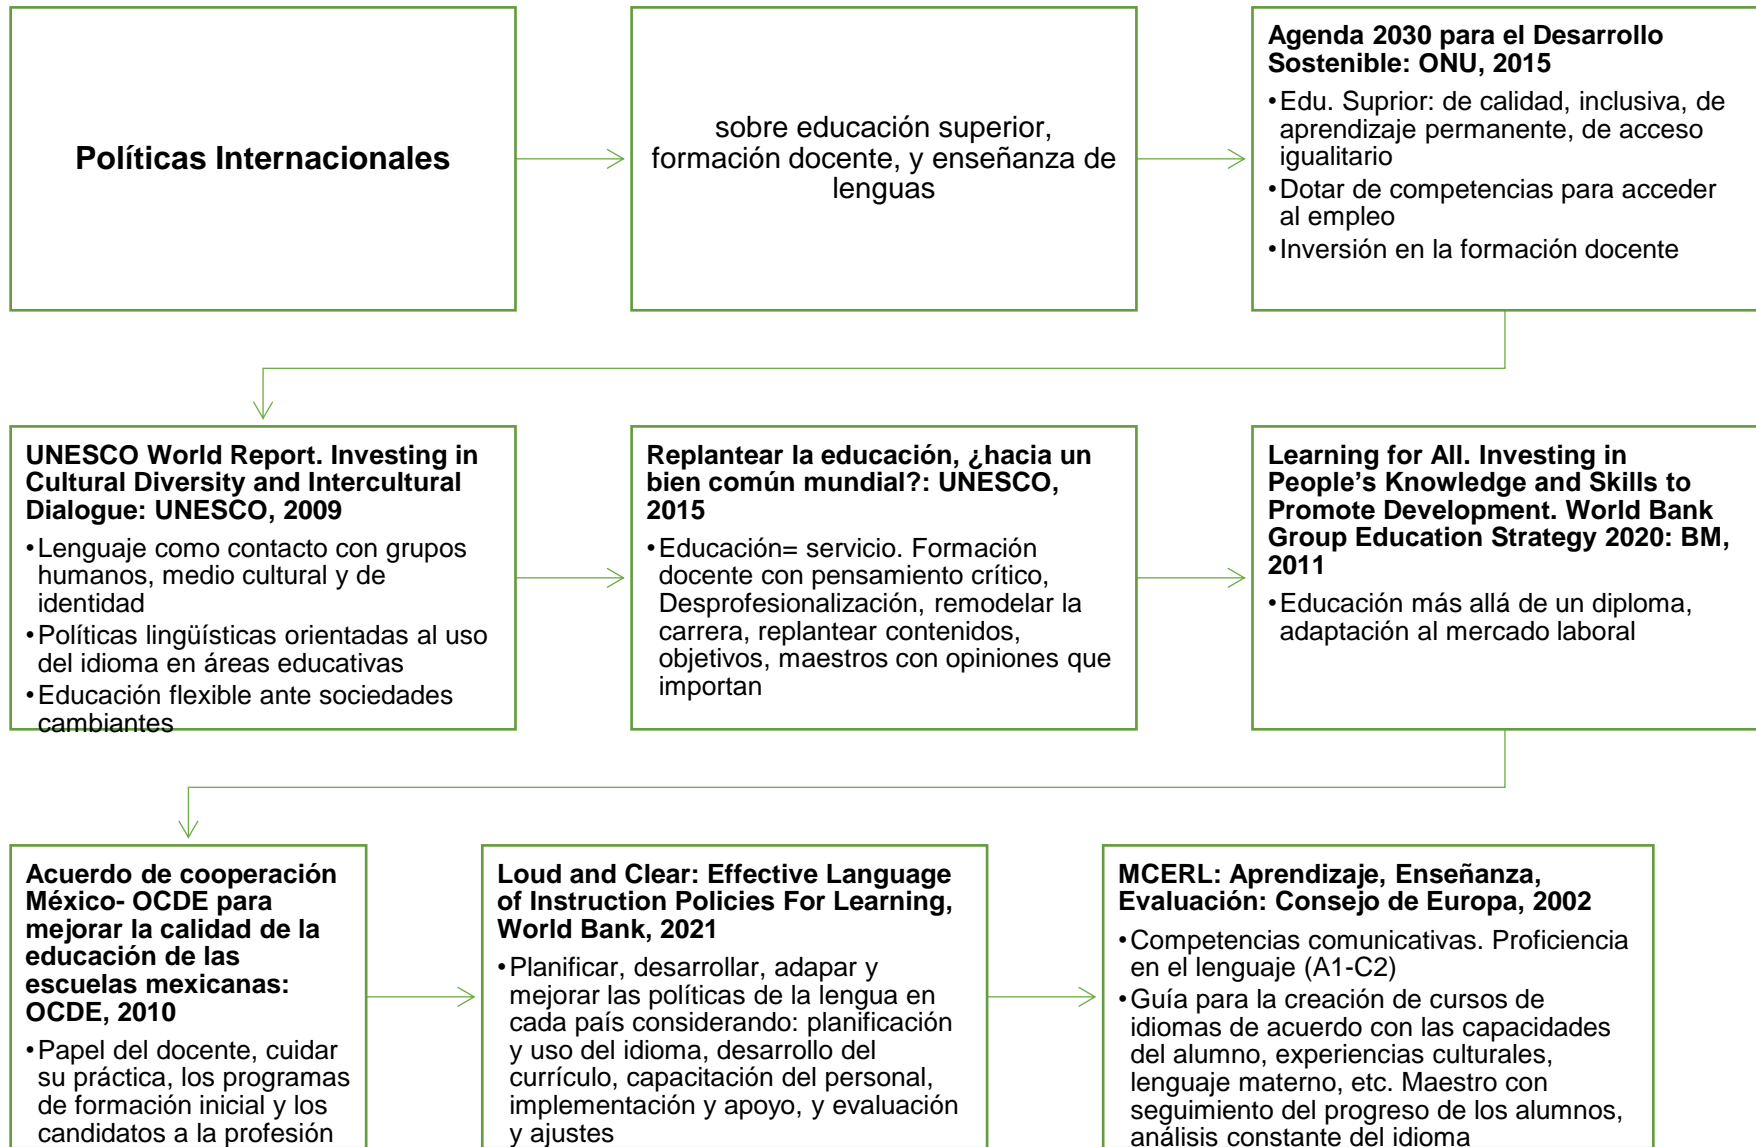 Políticas Internacionales
sobre educación superior,
formación docente, y enseñanza de
lenguas
Agenda 2030 para el Desarrollo
Sostenible: ONU, 2015
•Edu. Suprior: de calidad, inclusiva, de
aprendizaje permanente, de acceso
igualitario
•Dotar de competencias para acceder
al empleo
•Inversión en la formación docente
UNESCO World Report. Investing in
Cultural Diversity and Intercultural
Dialogue: UNESCO, 2009
•Lenguaje como contacto con grupos
humanos, medio cultural y de
identidad
•Políticas lingüísticas orientadas al uso
del idioma en áreas educativas
•Educación flexible ante sociedades
cambiantes
Replantear la educación, ¿hacia un
bien común mundial?: UNESCO,
2015
•Educación= servicio. Formación
docente con pensamiento crítico,
Desprofesionalización, remodelar la
carrera, replantear contenidos,
objetivos, maestros con opiniones que
importan
Learning for All. Investing in
People’s Knowledge and Skills to
Promote Development. World Bank
Group Education Strategy 2020: BM,
2011
•Educación más allá de un diploma,
adaptación al mercado laboral
Acuerdo de cooperación
México- OCDE para
mejorar la calidad de la
educación de las
escuelas mexicanas:
OCDE, 2010
•Papel del docente, cuidar
su práctica, los programas
de formación inicial y los
candidatos a la profesión
Loud and Clear: Effective Language
of Instruction Policies For Learning,
World Bank, 2021
•Planificar, desarrollar, adapar y
mejorar las políticas de la lengua en
cada país considerando: planificación
y uso del idioma, desarrollo del
currículo, capacitación del personal,
implementación y apoyo, y evaluación
y ajustes
MCERL: Aprendizaje, Enseñanza,
Evaluación: Consejo de Europa, 2002
•Competencias comunicativas. Proficiencia
en el lenguaje (A1-C2)
•Guía para la creación de cursos de
idiomas de acuerdo con las capacidades
del alumno, experiencias culturales,
lenguaje materno, etc. Maestro con
seguimiento del progreso de los alumnos,
análisis constante del idioma